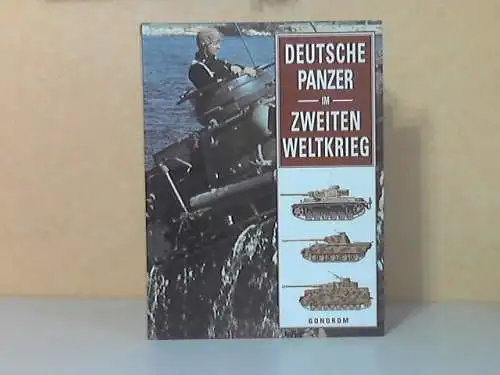 DEUTSCHE
PANZER
IM
ZWEITEN
WELTKRIEG
GONDROM